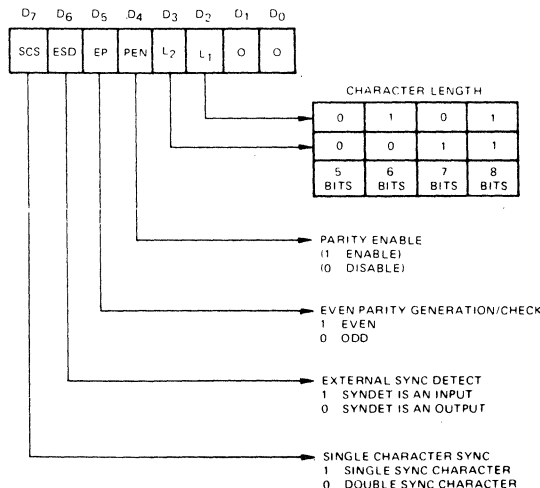 D7 D6 D5 D4 D3 D2 D1 D0
SCS ESD EP PEN L2 L1 0 0
CHARACTER LENGTH
0 1 0 1
0 0 1 1
5 6 7 8
BITS BITS BITS BITS
PARITY ENABLE
(1 ENABLE)
(0 DISABLE)
EVEN PARITY GENERATION/CHECK
1 EVEN
0 ODD
EXTERNAL SYNC DETECT
1 SYNDET IS AN INPUT
0 SYNDET IS AN OUTPUT
SINGLE CHARACTER SYNC
1 SINGLE SYNC CHARACTER
0 DOUBLE SYNC CHARACTER